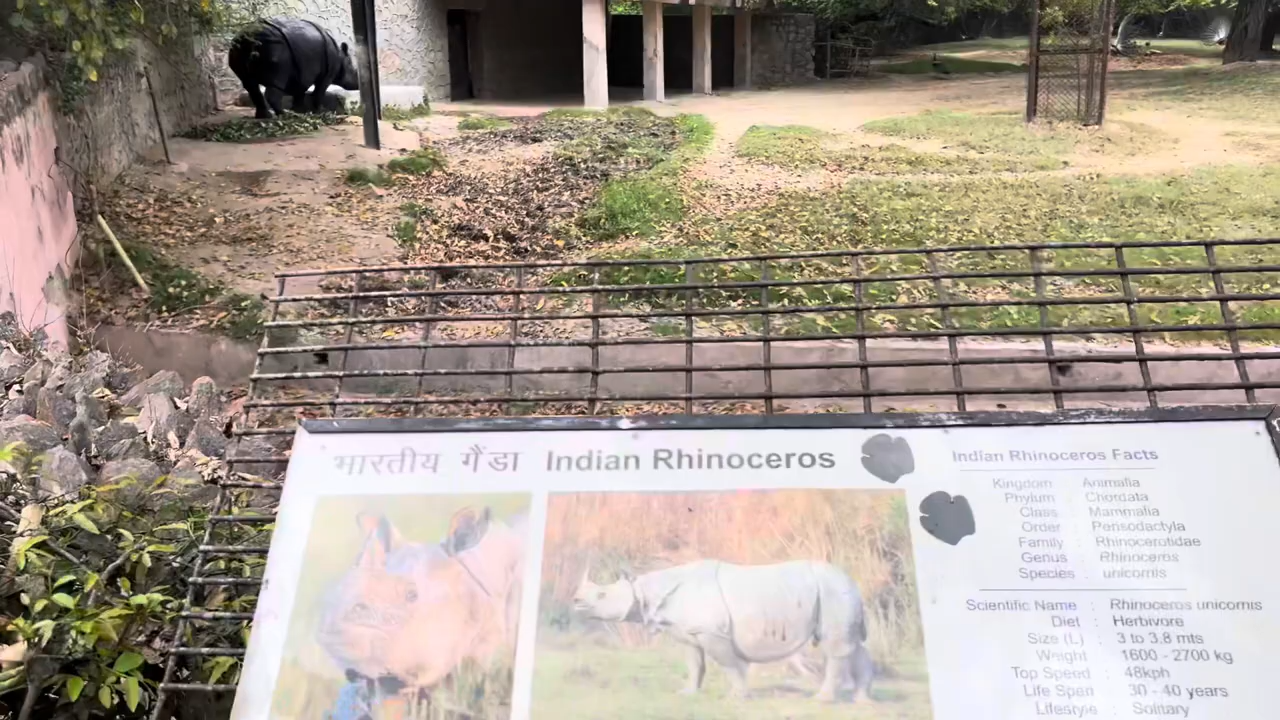 भारतीय गैंडा Indian Rhinoceros
Indian Rhinoceros Facts
Kingdom : Animalia
Phylum : Chordata
Class : Mammalia
Order : Perisodactyla
Family : Rhinocerotidae
Genus : Rhinoceros
Species : unicornis
Scientific Name : Rhinoceros unicornis
Diet : Herbivore
Size (L) : 3 to 3.8 mts
Weight : 1600 - 2700 kg
Top Speed : 48kph
Life Span : 30 - 40 years
Lifestyle : Solitary